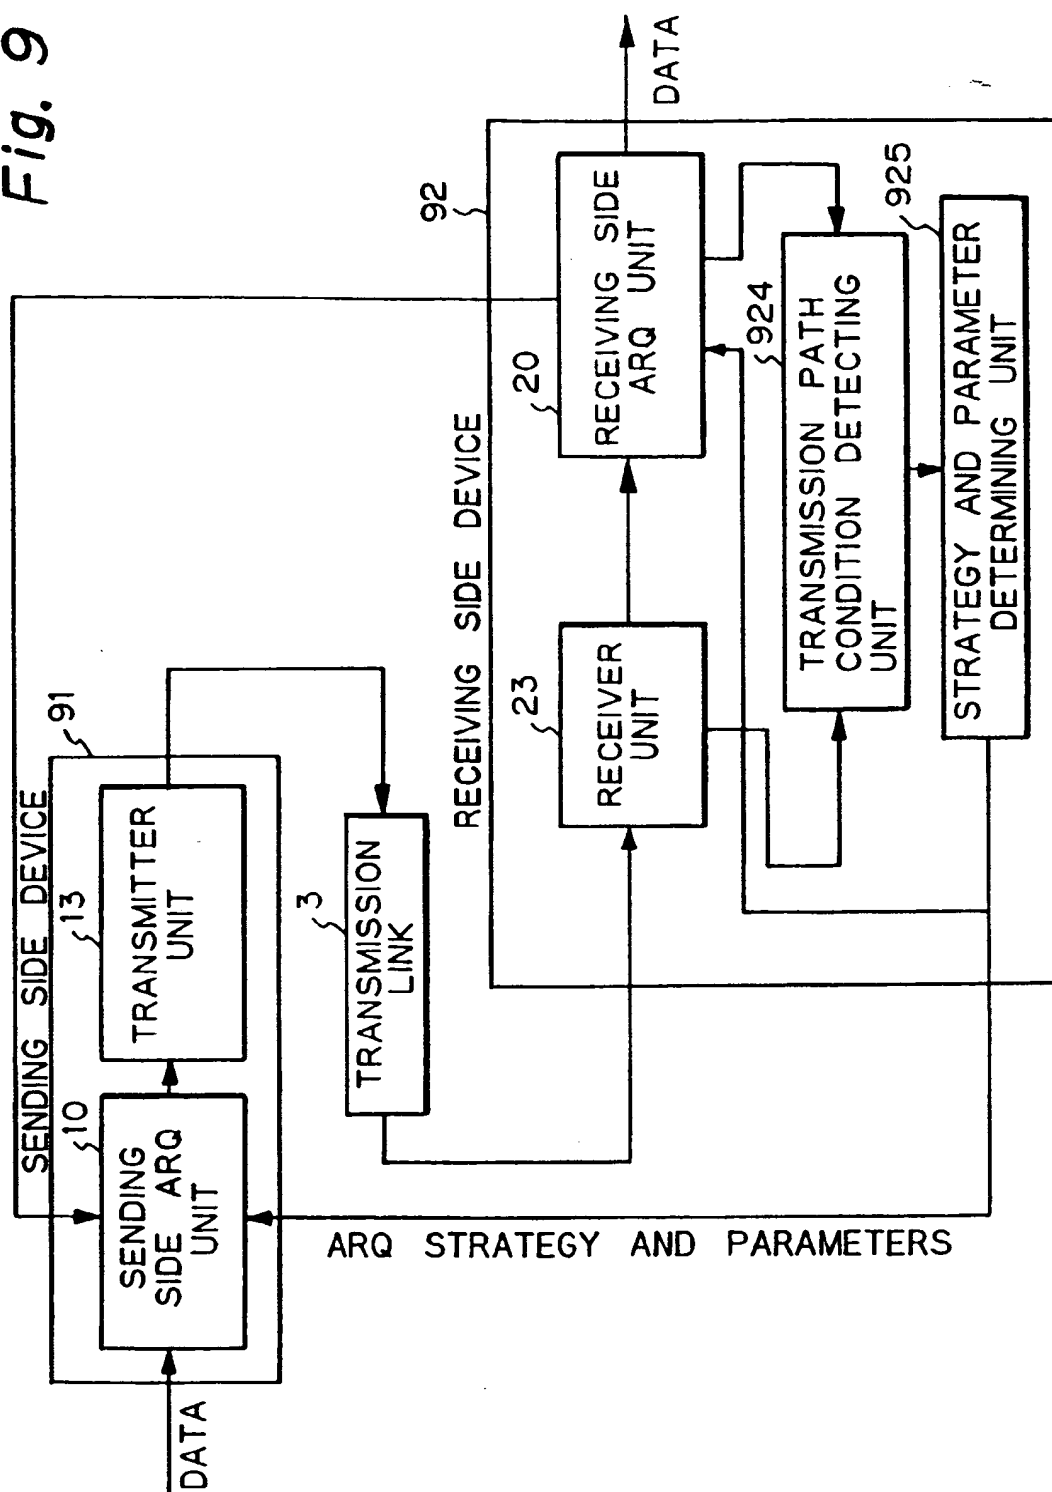 Fig. 9
SENDING SIDE DEVICE
91
10
SENDING
SIDE ARQ
UNIT
13
TRANSMITTER
UNIT
DATA
3
TRANSMISSION
LINK
RECEIVING SIDE DEVICE
92
23
RECEIVER
UNIT
20
RECEIVING SIDE
ARQ UNIT
DATA
924
TRANSMISSION PATH
CONDITION DETECTING
UNIT
925
STRATEGY AND PARAMETER
DETERMINING UNIT
ARQ STRATEGY AND PARAMETERS